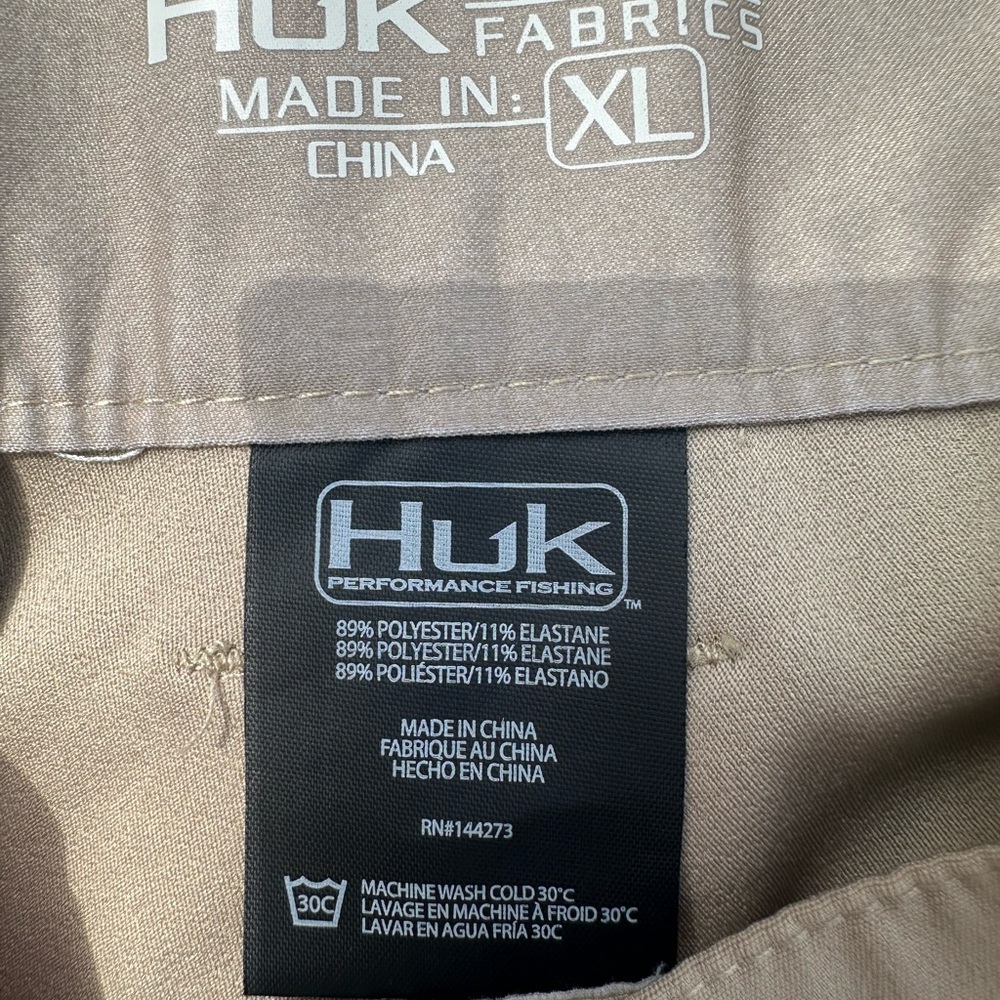 HUK FABRICS
MADE IN: XL
CHINA
HUK
PERFORMANCE FISHING
™
89% POLYESTER/11% ELASTANE
89% POLYESTER/11% ELASTANE
89% POLIÉSTER/11% ELASTANO
MADE IN CHINA
FABRIQUE AU CHINA
HECHO EN CHINA
RN#144273
30C
MACHINE WASH COLD 30°C
LAVAGE EN MACHINE À FROID 30°C
LAVAR EN AGUA FRÍA 30C